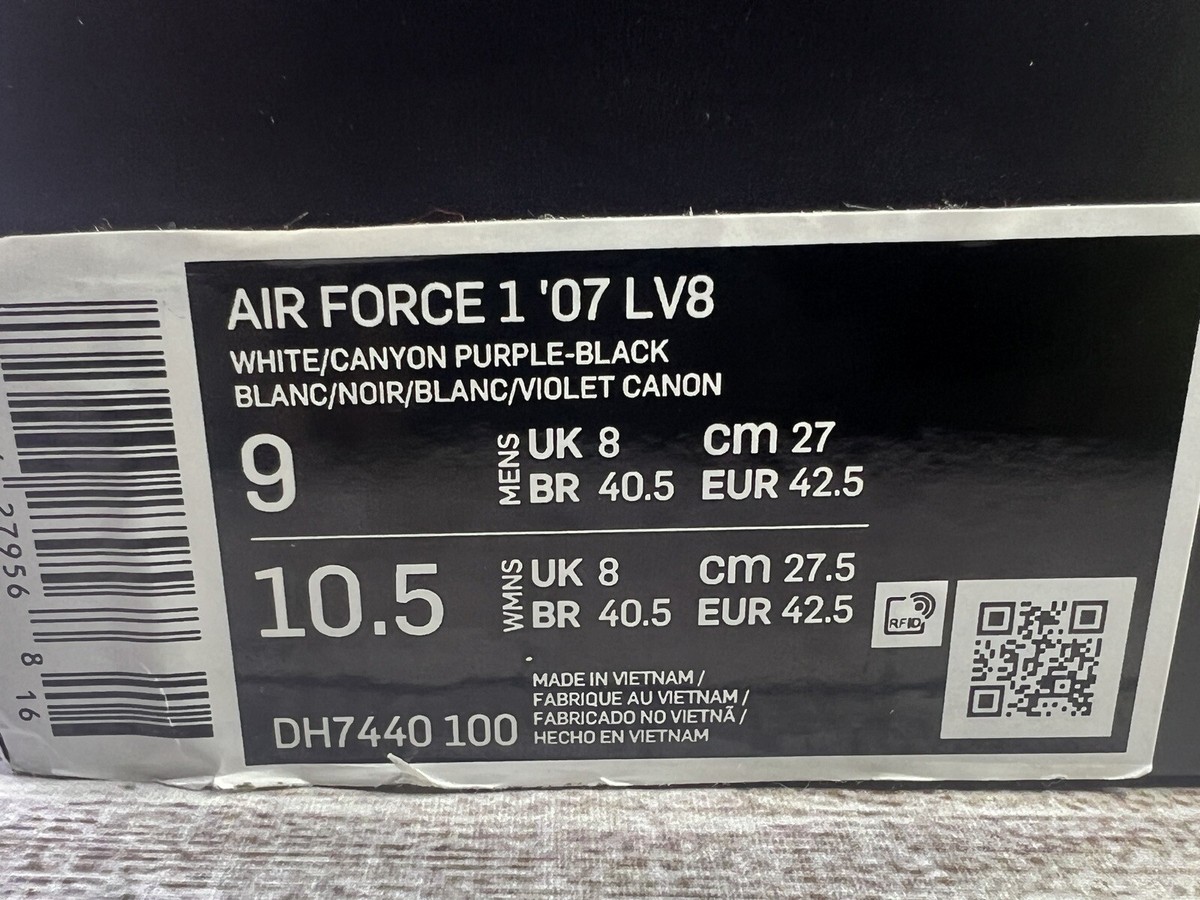 AIR FORCE 1 '07 LV8
WHITE/CANYON PURPLE-BLACK
BLANC/NOIR/BLANC/VIOLET CANON
9
MENS
UK 8 cm 27
BR 40.5 EUR 42.5
10.5
WMNS
UK 8 cm 27.5
BR 40.5 EUR 42.5
RFID
MADE IN VIETNAM /
FABRIQUE AU VIETNAM /
FABRICADO NO VIETNÃ /
HECHO EN VIETNAM
DH7440 100
27956 8 16